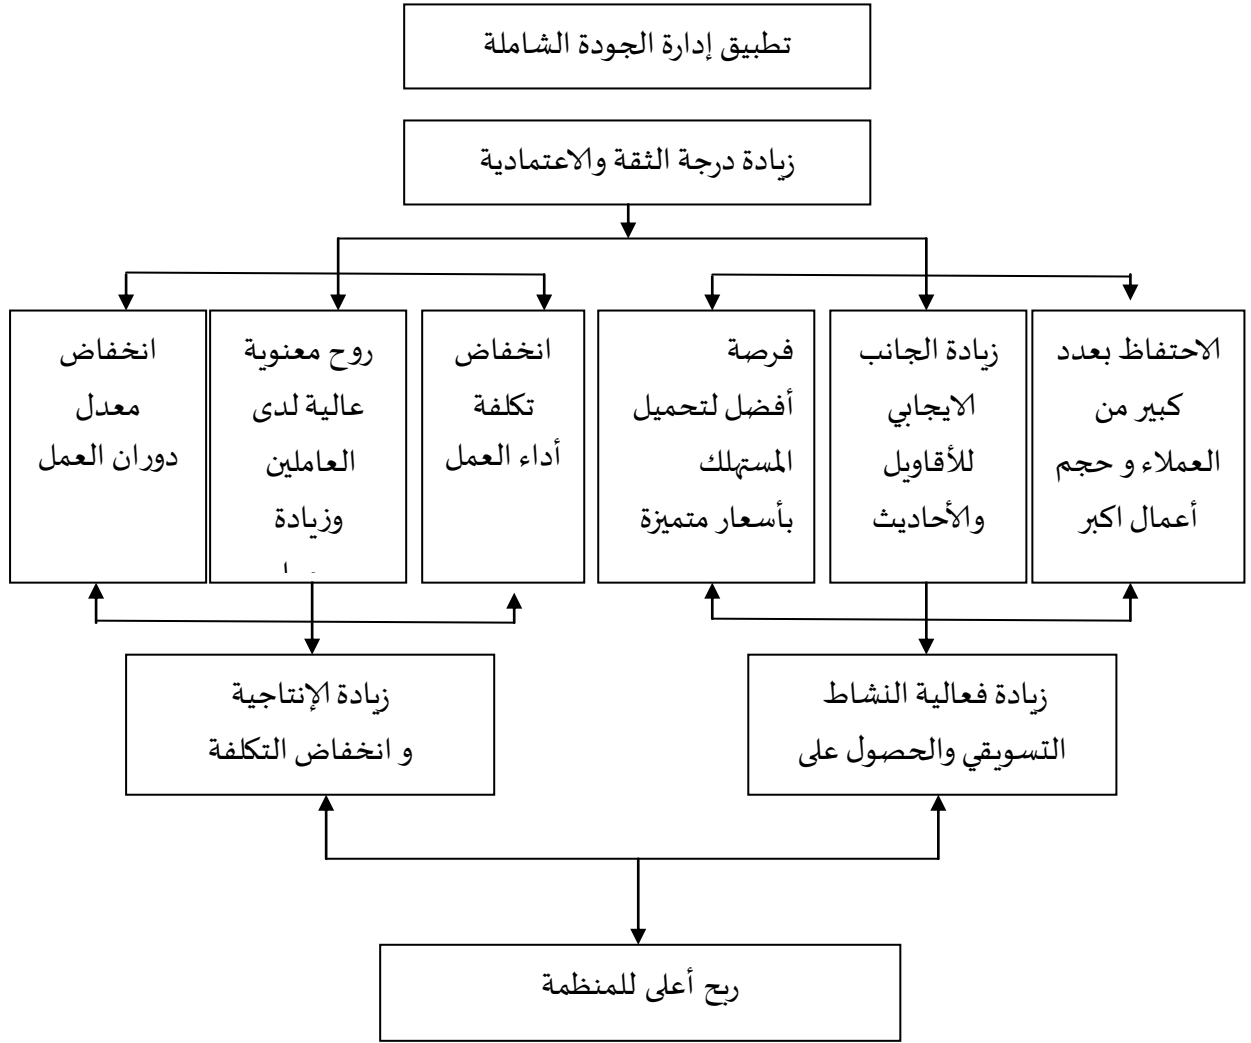 تطبيق إدارة الجودة الشاملة
زيادة درجة الثقة والاعتمادية
الاحتفاظ بعدد
كبير من
العملاء و حجم
أعمال اكبر
زيادة الجانب
الايجابي
للأقاويل
والأحاديث
فرصة
أفضل لتحميل
المستهلك
بأسعار متميزة
انخفاض
تكلفة
أداء العمل
روح معنوية
عالية لدى
العاملين
وزيادة
انخفاض
معدل
دوران العمل
زيادة فعالية النشاط
التسويقي والحصول على
زيادة الإنتاجية
و انخفاض التكلفة
ربح أعلى للمنظمة